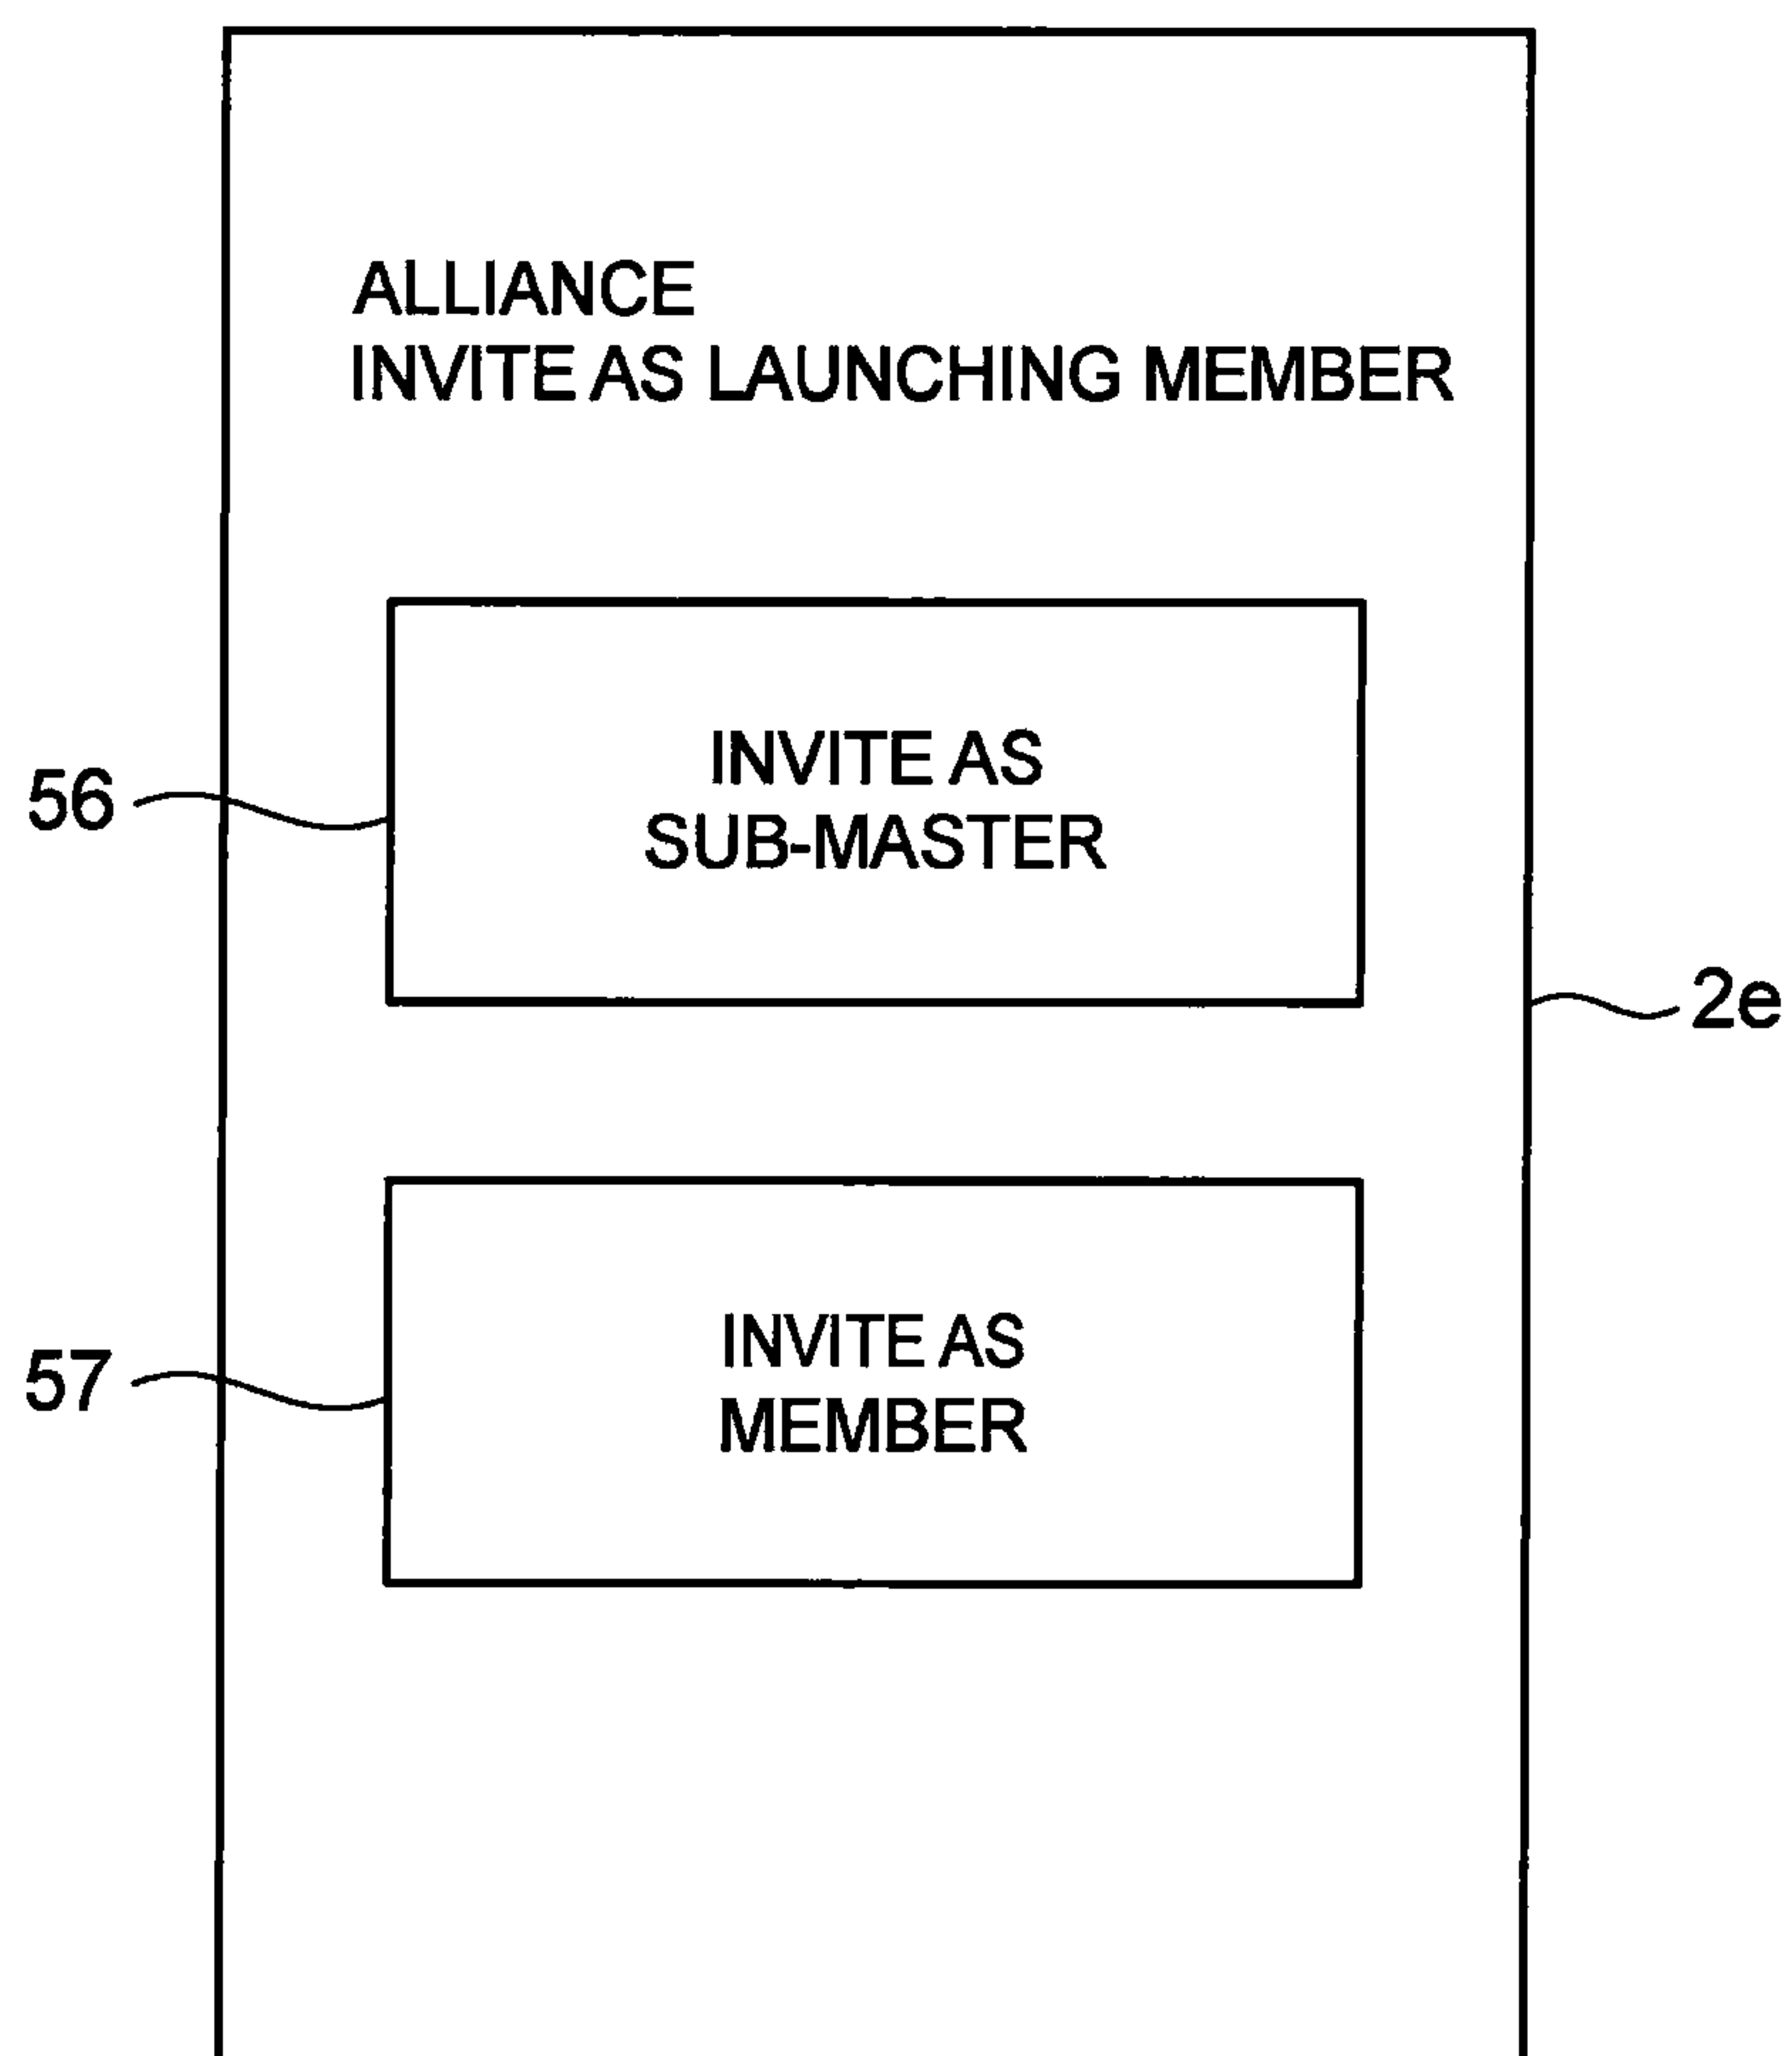 ALLIANCE
INVITE AS LAUNCHING MEMBER
INVITE AS
SUB-MASTER
56
2e
INVITE AS
MEMBER
57